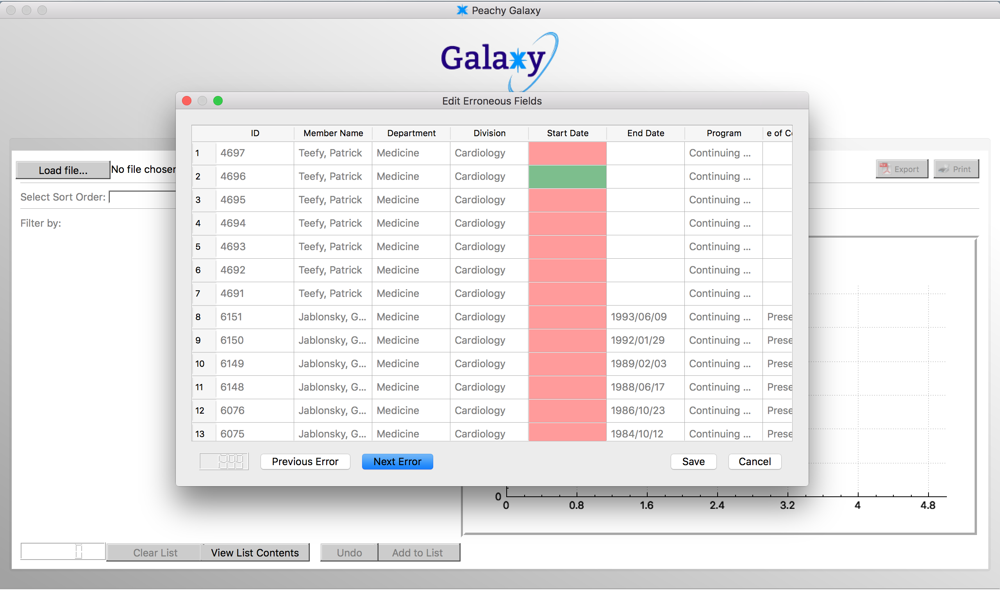 Peachy Galaxy
Galaxy
Edit Erroneous Fields
ID Member Name Department Division Start Date End Date Program e of Co
1 4697 Teefy, Patrick Medicine Cardiology Continuing ...
2 4696 Teefy, Patrick Medicine Cardiology Continuing ...
3 4695 Teefy, Patrick Medicine Cardiology Continuing ...
4 4694 Teefy, Patrick Medicine Cardiology Continuing ...
5 4693 Teefy, Patrick Medicine Cardiology Continuing ...
6 4692 Teefy, Patrick Medicine Cardiology Continuing ...
7 4691 Teefy, Patrick Medicine Cardiology Continuing ...
8 6151 Jablonsky, G... Medicine Cardiology 1993/06/09 Continuing ... Prese
9 6150 Jablonsky, G... Medicine Cardiology 1992/01/29 Continuing ... Prese
10 6149 Jablonsky, G... Medicine Cardiology 1989/02/03 Continuing ... Prese
11 6148 Jablonsky, G... Medicine Cardiology 1988/06/17 Continuing ... Prese
12 6076 Jablonsky, G... Medicine Cardiology 1986/10/23 Continuing ... Prese
13 6075 Jablonsky, G... Medicine Cardiology 1984/10/12 Continuing ... Prese
Previous Error Next Error Save Cancel
Load file... No file chosen
Export Print
Select Sort Order:
Filter by:
0
0 0.8 1.6 2.4 3.2 4 4.8
0 Clear List View List Contents Undo Add to List